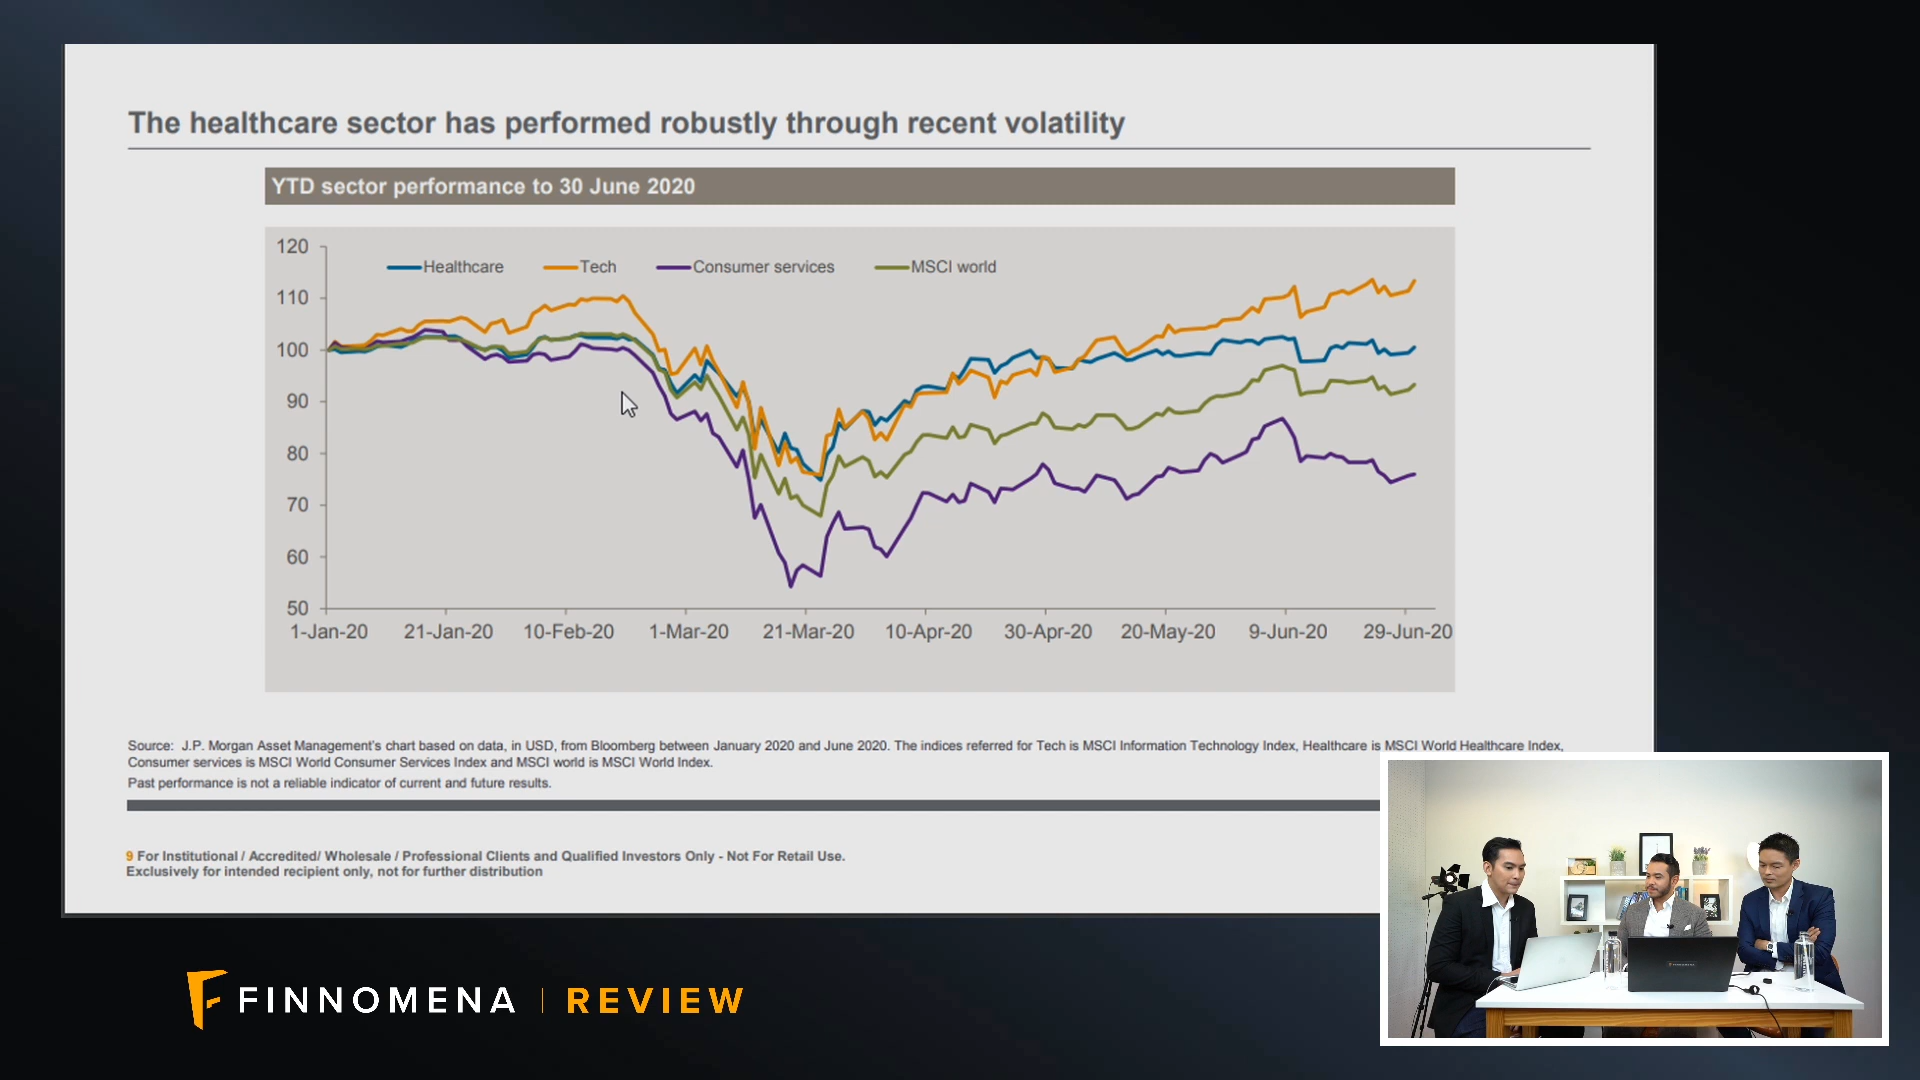 The healthcare sector has performed robustly through recent volatility
YTD sector performance to 30 June 2020
Healthcare Tech Consumer services MSCI world
120
110
100
90
80
70
60
50
1-Jan-20 21-Jan-20 10-Feb-20 1-Mar-20 21-Mar-20 10-Apr-20 30-Apr-20 20-May-20 9-Jun-20 29-Jun-20
Source: J.P. Morgan Asset Management's chart based on data, in USD, from Bloomberg between January 2020 and June 2020. The indices referred for Tech is MSCI Information Technology Index, Healthcare is MSCI World Healthcare Index,
Consumer services is MSCI World Consumer Services Index and MSCI world is MSCI World Index.
Past performance is not a reliable indicator of current and future results.
9 For Institutional / Accredited/ Wholesale / Professional Clients and Qualified Investors Only - Not For Retail Use.
Exclusively for intended recipient only, not for further distribution
FINNOMENA | REVIEW